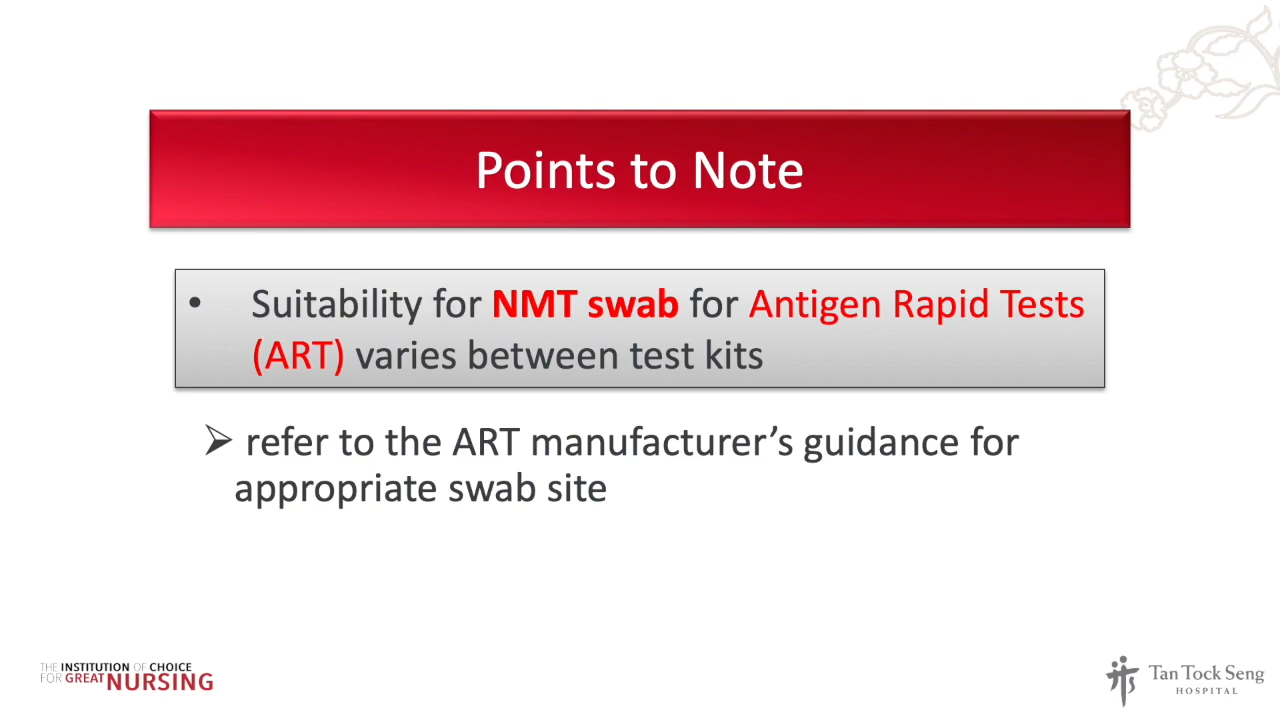 Points to Note
• Suitability for NMT swab for Antigen Rapid Tests
(ART) varies between test kits
➢ refer to the ART manufacturer’s guidance for
appropriate swab site
THE INSTITUTION OF CHOICE
FOR GREAT NURSING
Tan Tock Seng
HOSPITAL